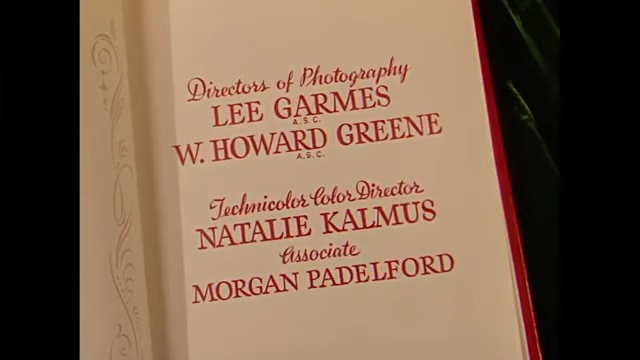 Directors of Photography
LEE GARMES
A.S.C.
W. HOWARD GREENE
A.S.C.
Technicolor Color Director
NATALIE KALMUS
Associate
MORGAN PADELFORD